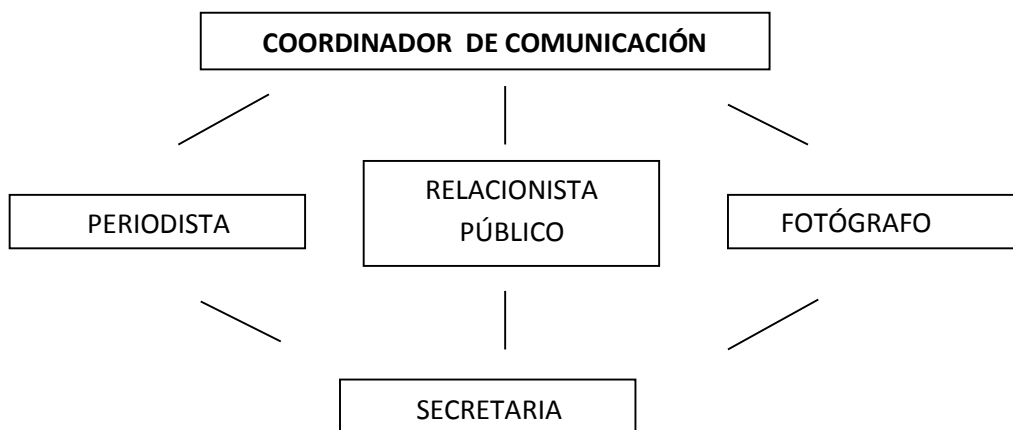 COORDINADOR DE COMUNICACIÓN
PERIODISTA
RELACIONISTA
PÚBLICO
FOTÓGRAFO
SECRETARIA